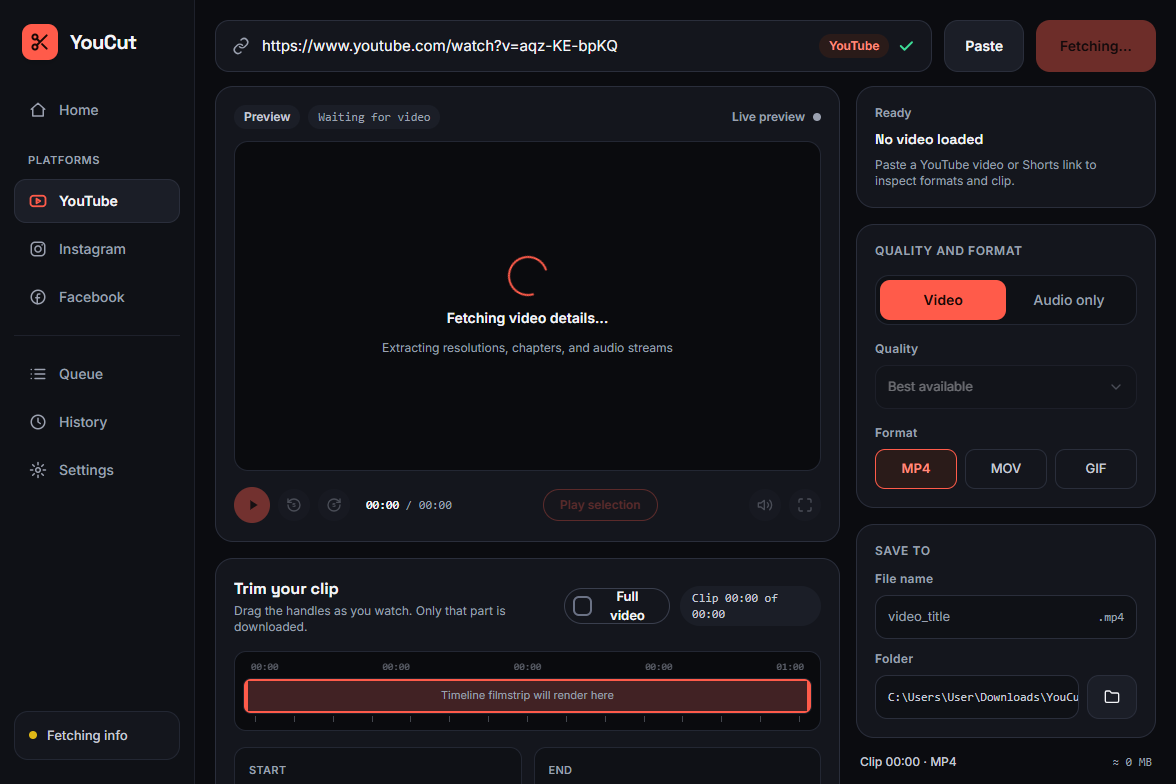 YouCut
https://www.youtube.com/watch?v=aqz-KE-bpKQ
YouTube
Paste
Fetching...
Home
PLATFORMS
YouTube
Instagram
Facebook
Queue
History
Settings
Fetching info
Preview
Waiting for video
Live preview
Fetching video details...
Extracting resolutions, chapters, and audio streams
00:00 / 00:00
Play selection
Trim your clip
Drag the handles as you watch. Only that part is
downloaded.
Full
video
Clip 00:00 of
00:00
00:00 00:00 00:00 00:00 01:00
Timeline filmstrip will render here
START
END
Ready
No video loaded
Paste a YouTube video or Shorts link to
inspect formats and clip.
QUALITY AND FORMAT
Video
Audio only
Quality
Best available
Format
MP4
MOV
GIF
SAVE TO
File name
video_title
.mp4
Folder
C:\Users\User\Downloads\YouCu
Clip 00:00 · MP4
≈ 0 MB